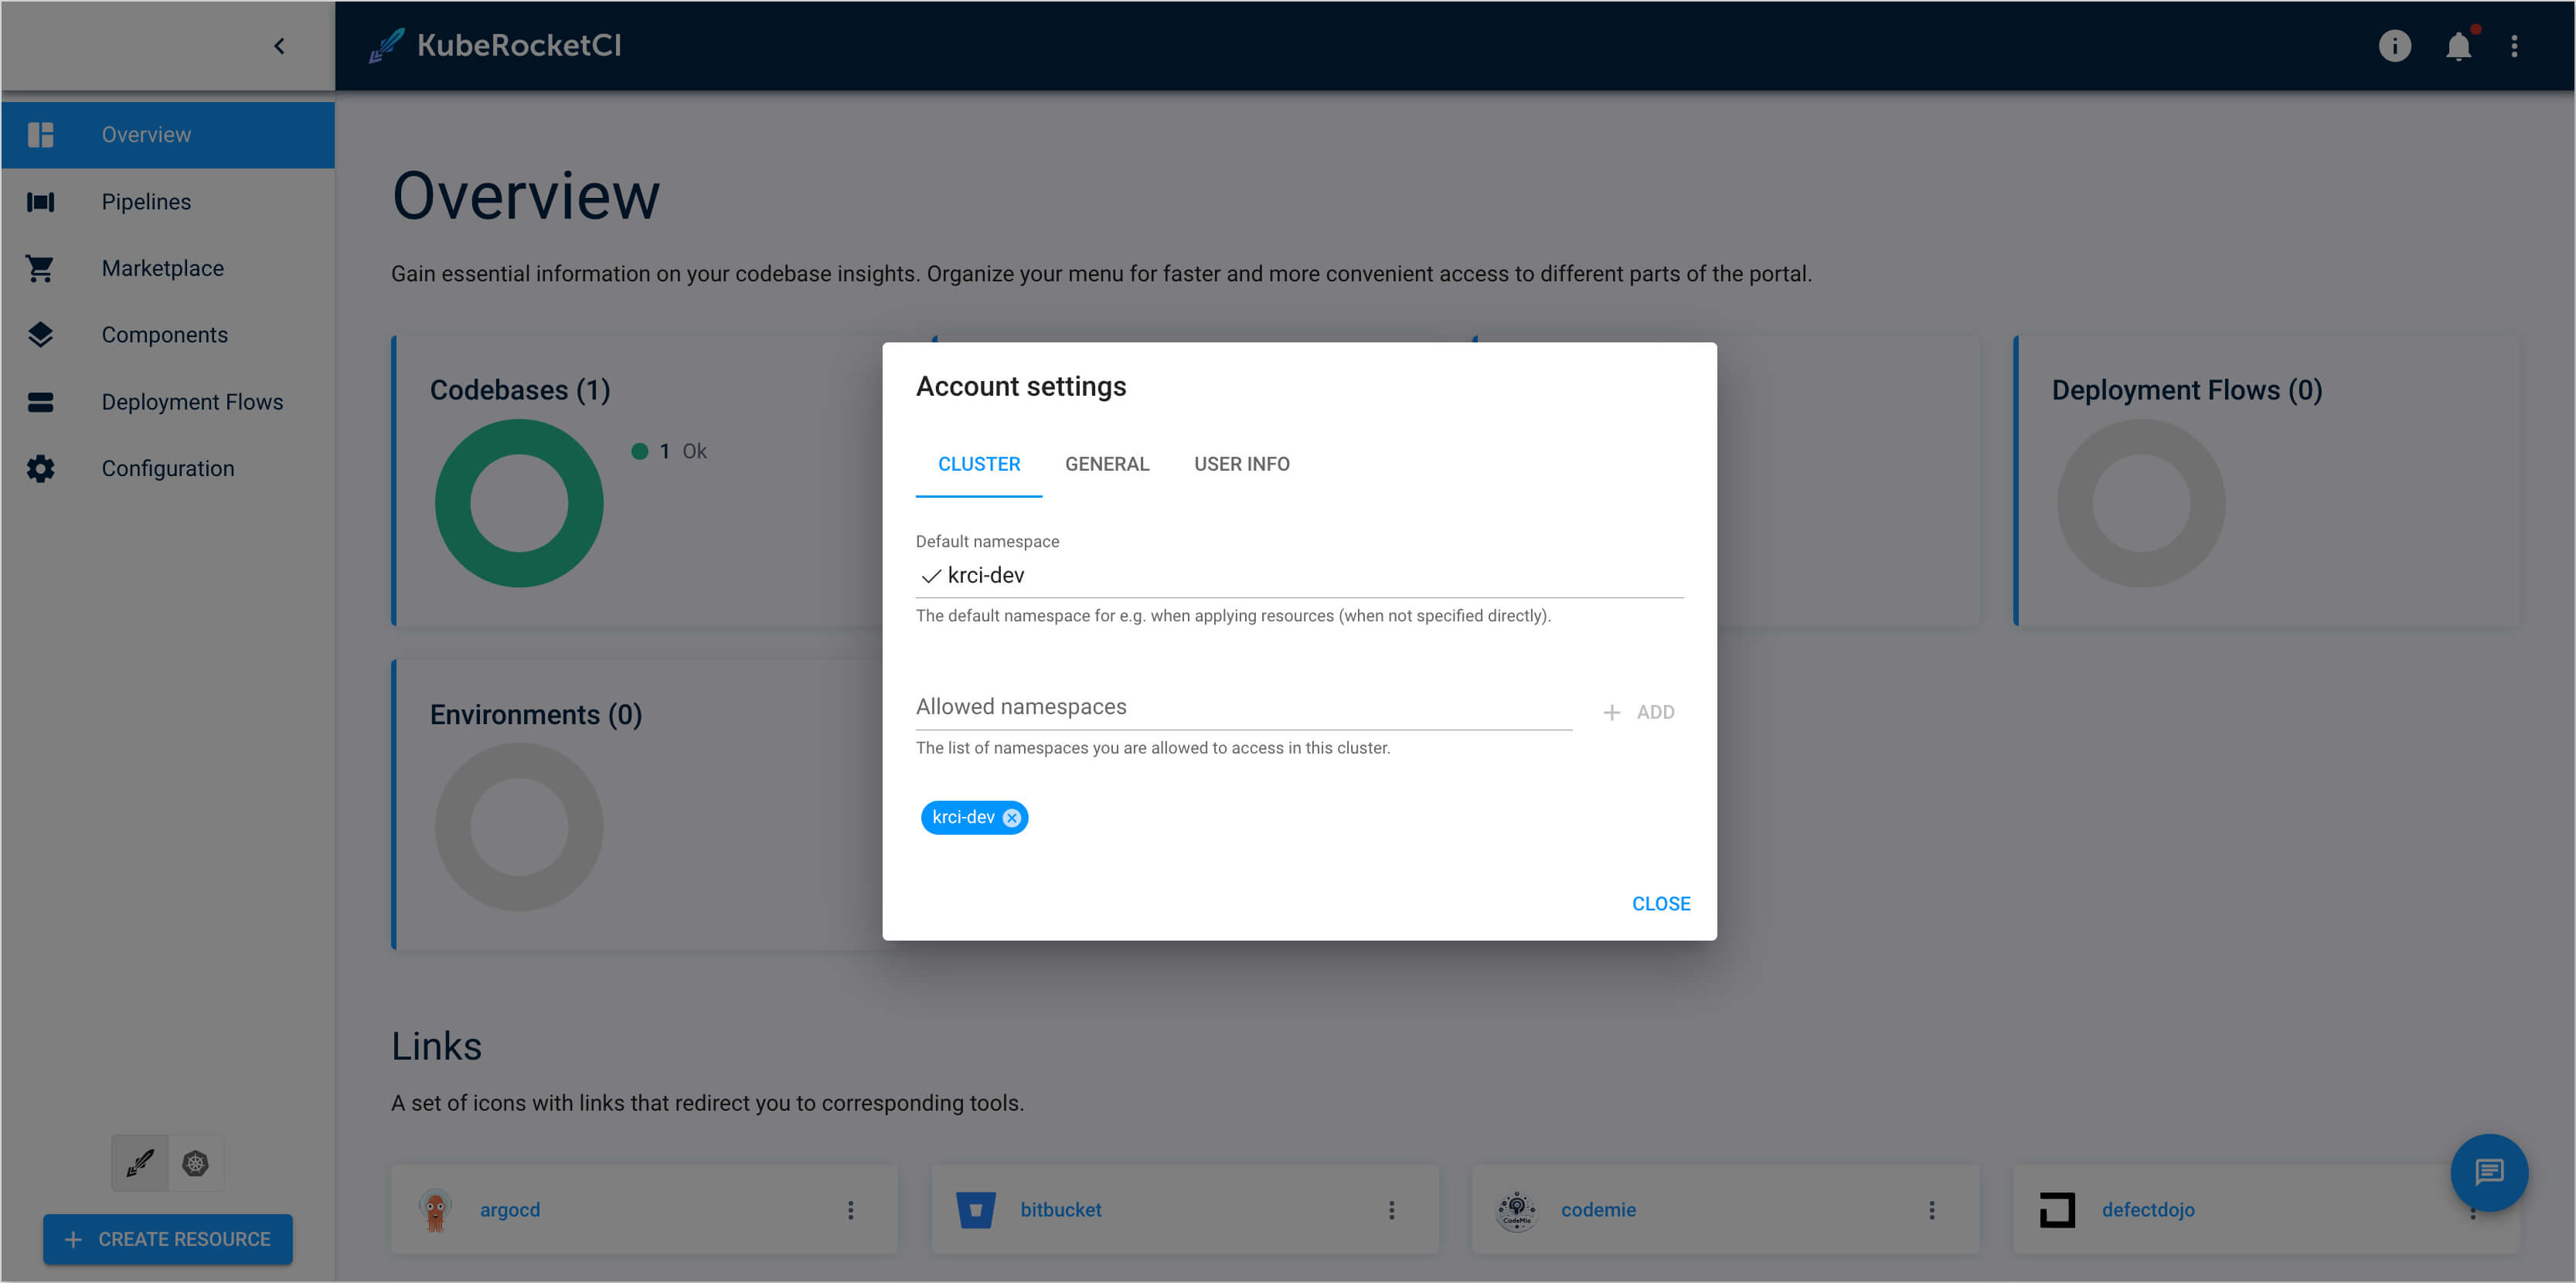 KubeRocketCI
Overview
Pipelines
Marketplace
Components
Deployment Flows
Configuration
CREATE RESOURCE
Overview
Gain essential information on your codebase insights. Organize your menu for faster and more convenient access to different parts of the portal.
Codebases (1)
1 Ok
Deployment Flows (0)
Environments (0)
Account settings
CLUSTER GENERAL USER INFO
Default namespace
krci-dev
The default namespace for e.g. when applying resources (when not specified directly).
Allowed namespaces
ADD
The list of namespaces you are allowed to access in this cluster.
krci-dev
CLOSE
Links
A set of icons with links that redirect you to corresponding tools.
argocd
bitbucket
CodeMie
codemie
defectdojo